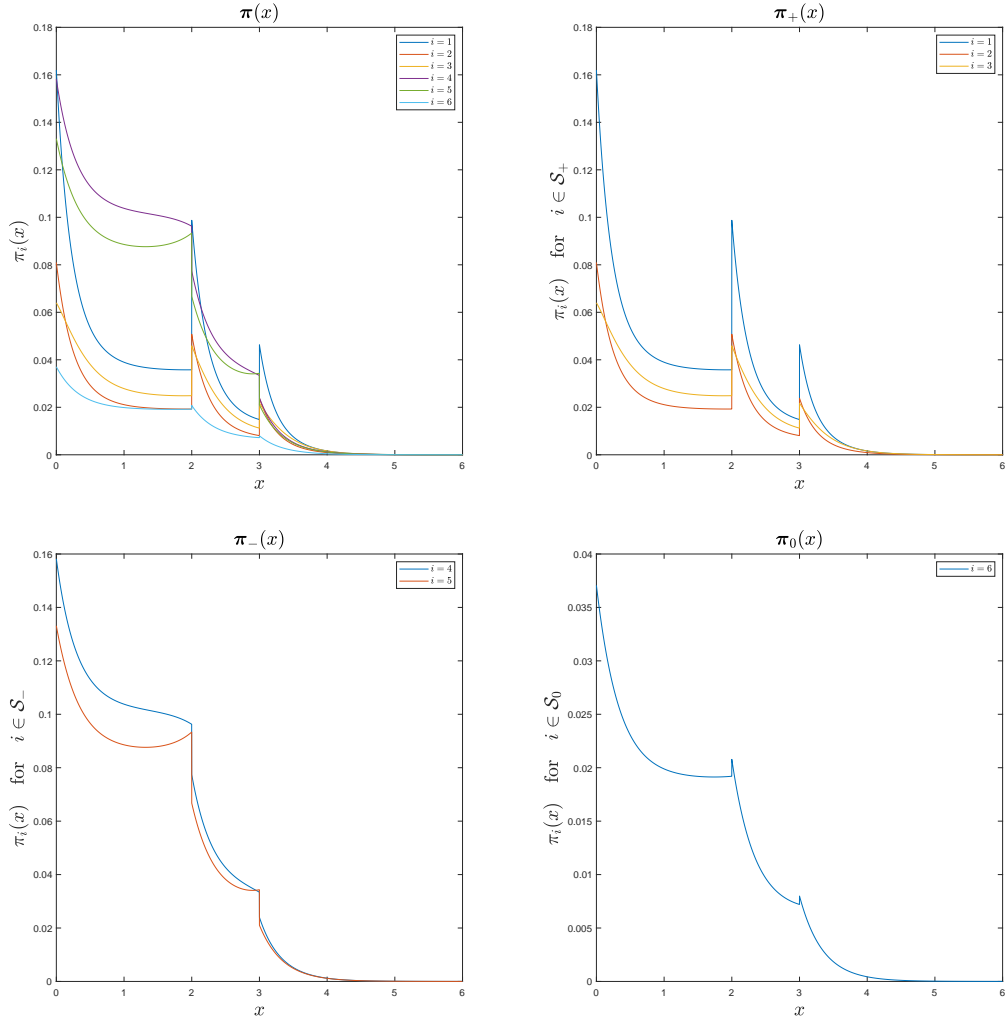 π(x)
0.18
0.16
0.14
0.12
0.1
0.08
0.06
0.04
0.02
0
π_i(x)
0 1 2 3 4 5 6
x
i = 1
i = 2
i = 3
i = 4
i = 5
i = 6
π_+(x)
0.18
0.16
0.14
0.12
0.1
0.08
0.06
0.04
0.02
0
π_i(x) for i ∈ S_+
0 1 2 3 4 5 6
x
i = 1
i = 2
i = 3
π_−(x)
0.16
0.14
0.12
0.1
0.08
0.06
0.04
0.02
0
π_i(x) for i ∈ S_−
0 1 2 3 4 5 6
x
i = 4
i = 5
π_0(x)
0.04
0.035
0.03
0.025
0.02
0.015
0.01
0.005
0
π_i(x) for i ∈ S_0
0 1 2 3 4 5 6
x
i = 6